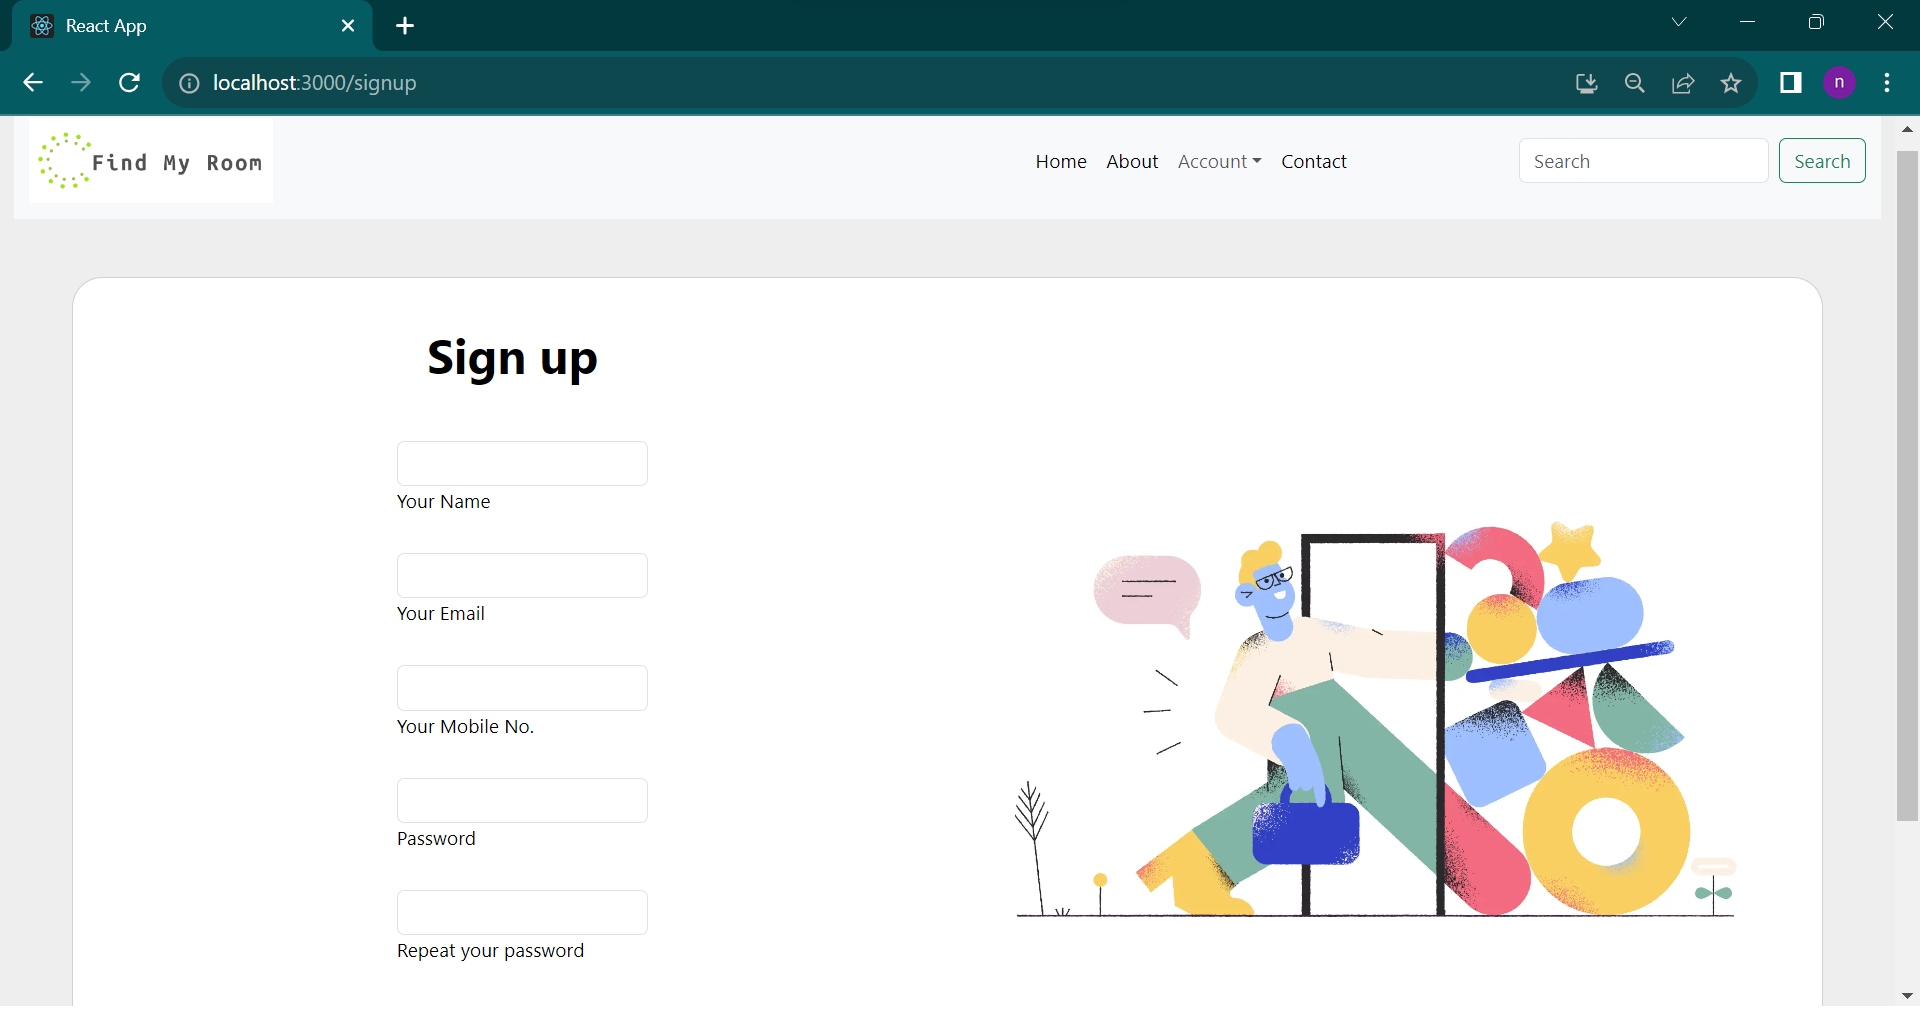 React App
localhost:3000/signup
n
Find My Room
Home About Account Contact
Search
Search
Sign up
Your Name
Your Email
Your Mobile No.
Password
Repeat your password